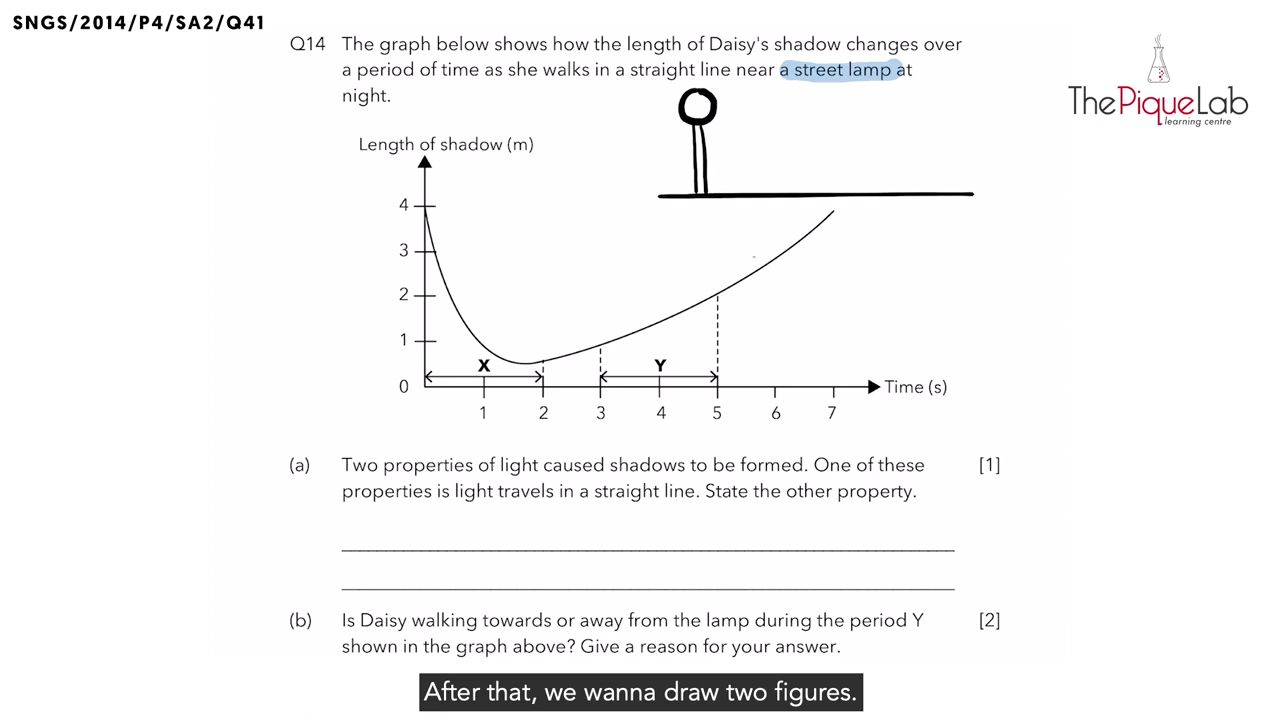 SNGS/2014/P4/SA2/Q41
Q14 The graph below shows how the length of Daisy's shadow changes over
a period of time as she walks in a straight line near a street lamp at
night.
ThePiqueLab
learning centre
Length of shadow (m)
4
3
2
1
0
X
Y
Time (s)
1 2 3 4 5 6 7
(a) Two properties of light caused shadows to be formed. One of these [1]
properties is light travels in a straight line. State the other property.
(b) Is Daisy walking towards or away from the lamp during the period Y [2]
shown in the graph above? Give a reason for your answer.
After that, we wanna draw two figures.